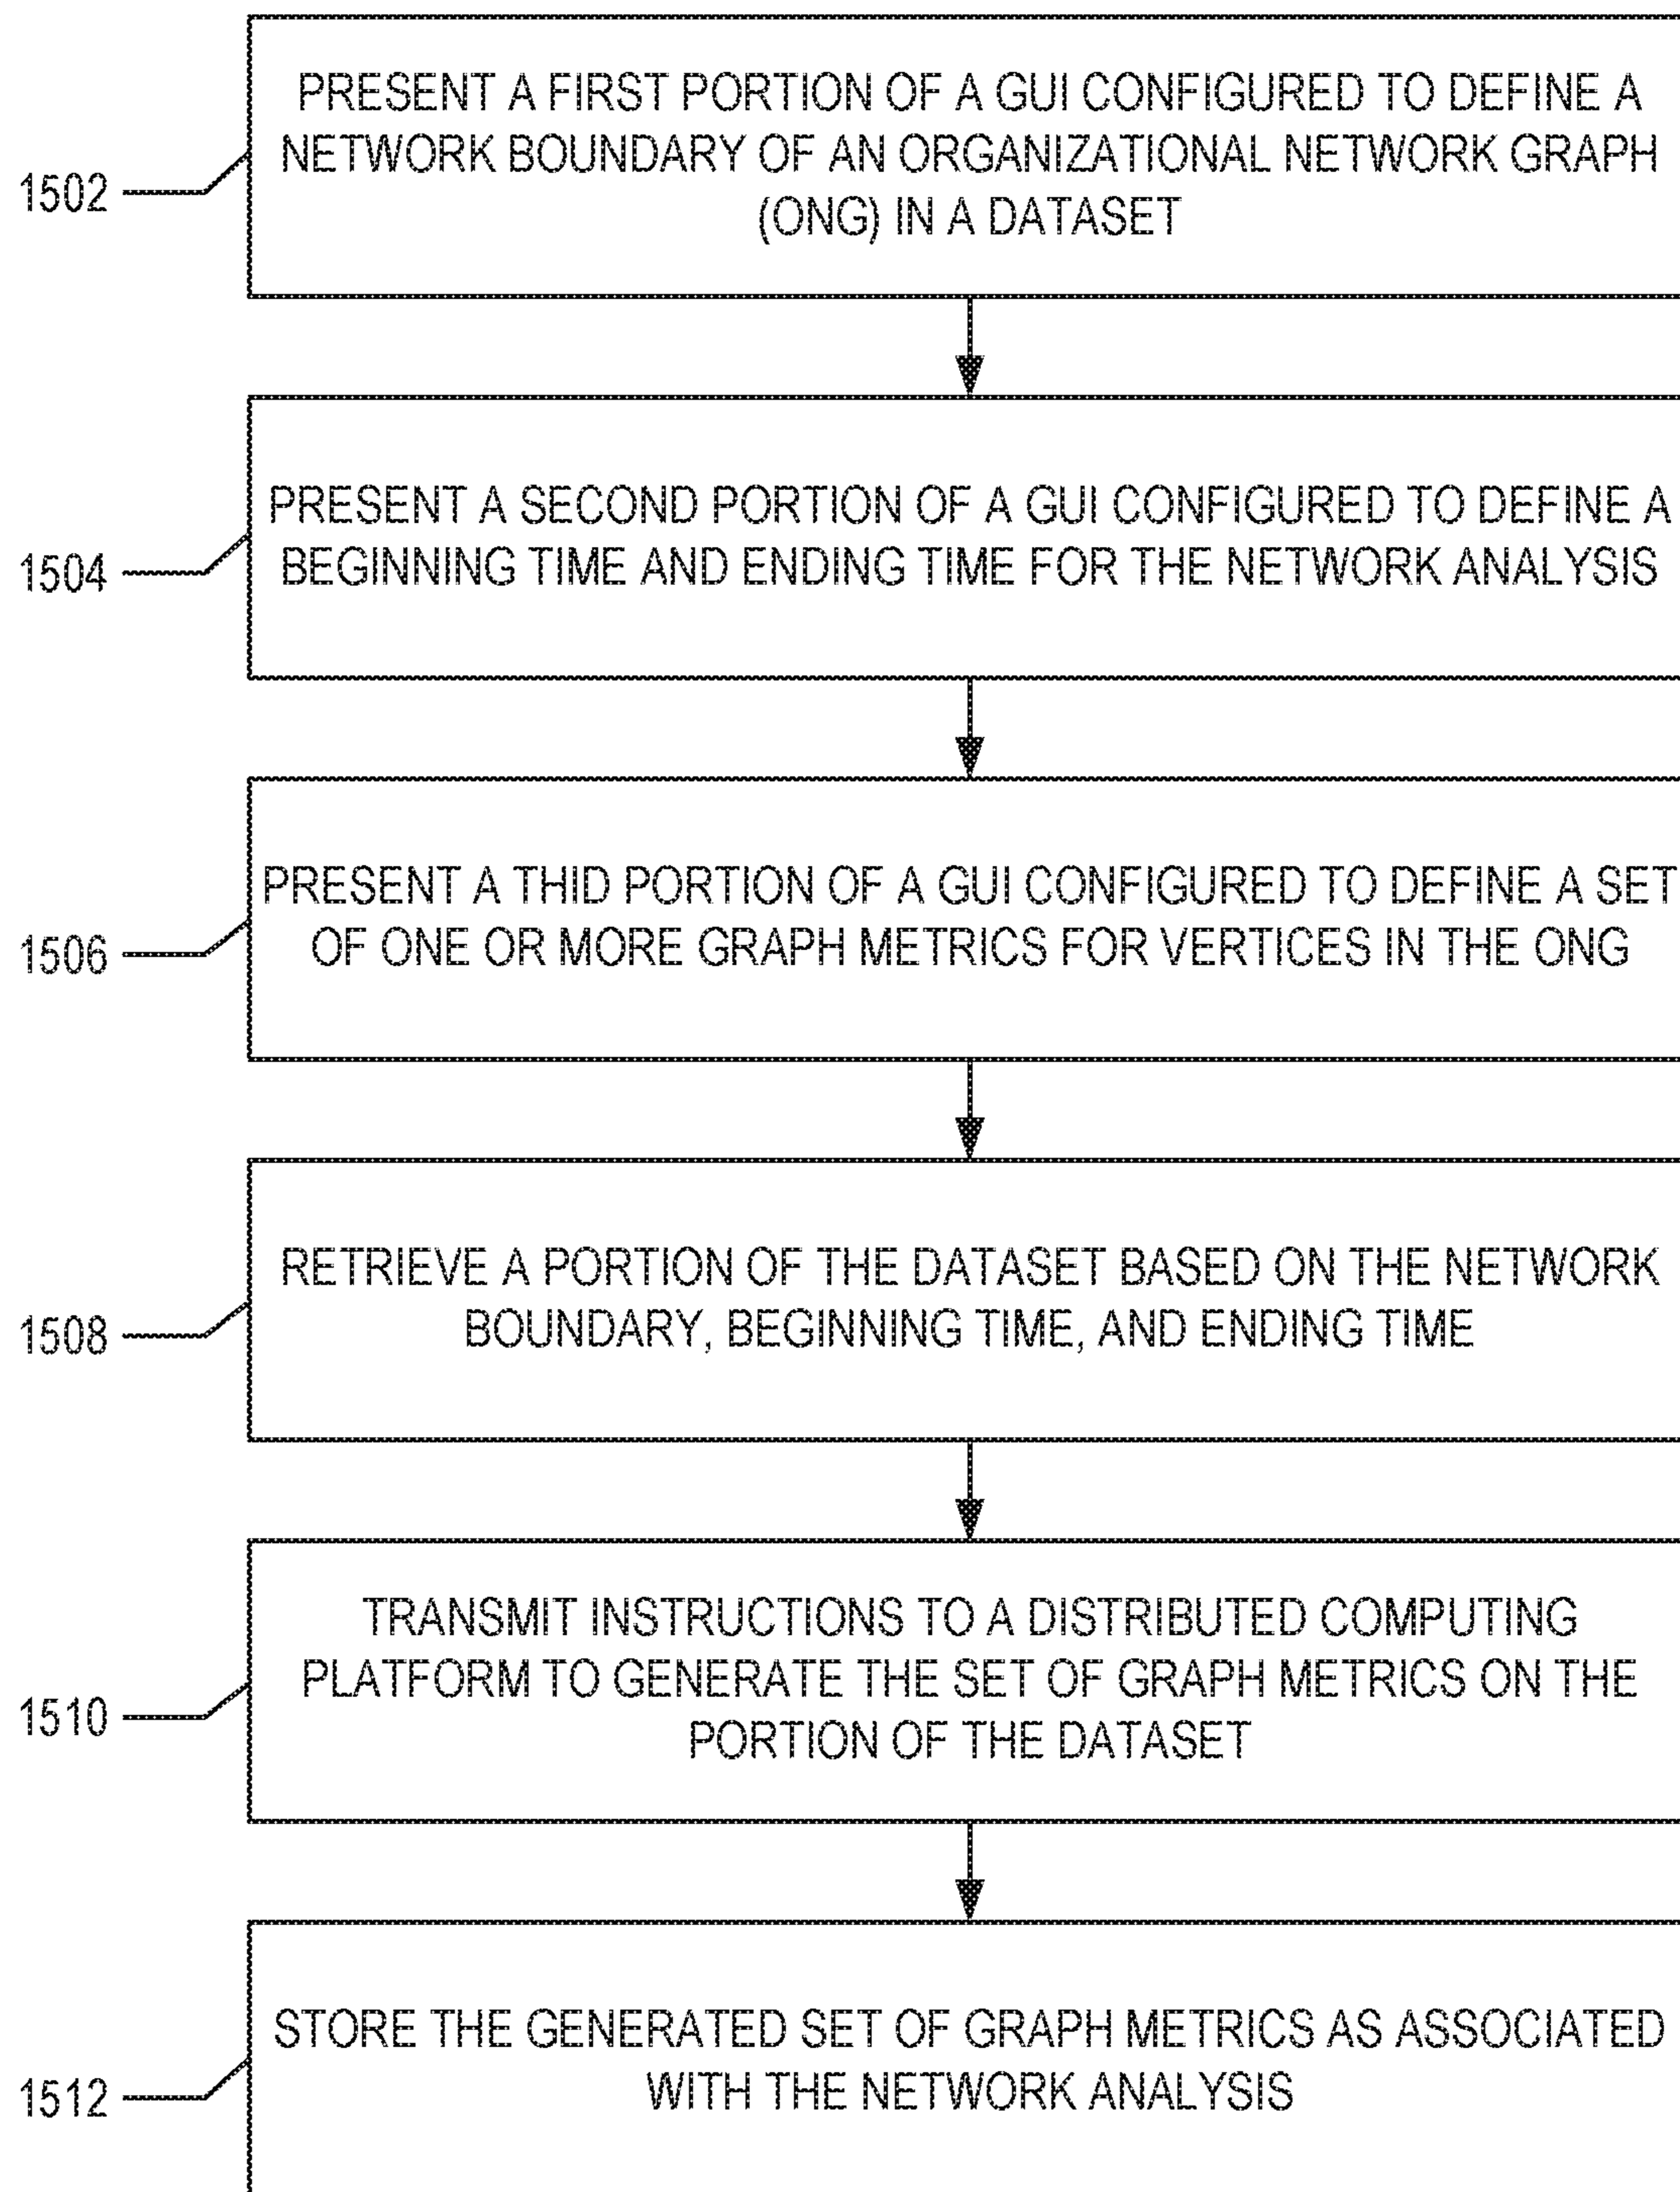 PRESENT A FIRST PORTION OF A GUI CONFIGURED TO DEFINE A
NETWORK BOUNDARY OF AN ORGANIZATIONAL NETWORK GRAPH
(ONG) IN A DATASET
1502
PRESENT A SECOND PORTION OF A GUI CONFIGURED TO DEFINE A
BEGINNING TIME AND ENDING TIME FOR THE NETWORK ANALYSIS
1504
PRESENT A THID PORTION OF A GUI CONFIGURED TO DEFINE A SET
OF ONE OR MORE GRAPH METRICS FOR VERTICES IN THE ONG
1506
RETRIEVE A PORTION OF THE DATASET BASED ON THE NETWORK
BOUNDARY, BEGINNING TIME, AND ENDING TIME
1508
TRANSMIT INSTRUCTIONS TO A DISTRIBUTED COMPUTING
PLATFORM TO GENERATE THE SET OF GRAPH METRICS ON THE
PORTION OF THE DATASET
1510
STORE THE GENERATED SET OF GRAPH METRICS AS ASSOCIATED
WITH THE NETWORK ANALYSIS
1512